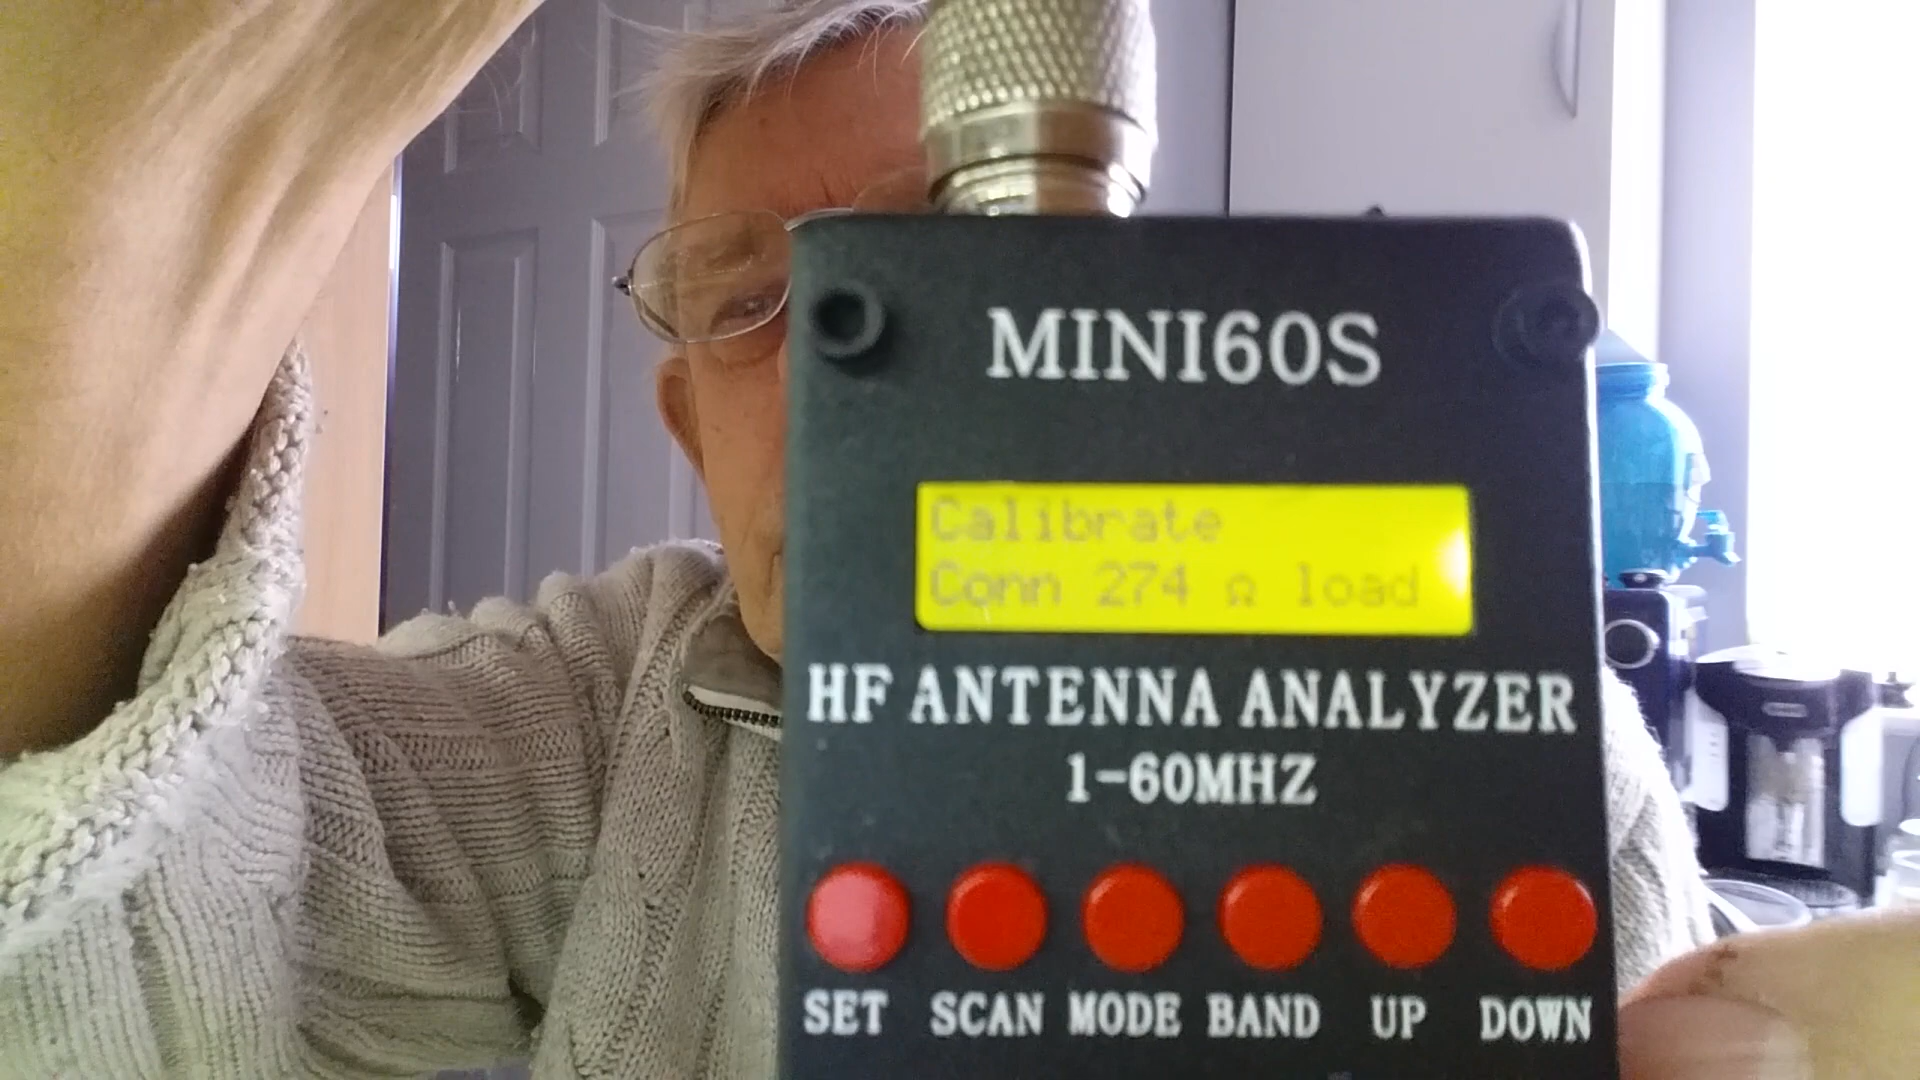 MINI60S
Calibrate
Conn 274 Ω load
HF ANTENNA ANALYZER
1-60MHZ
SET SCAN MODE BAND UP DOWN